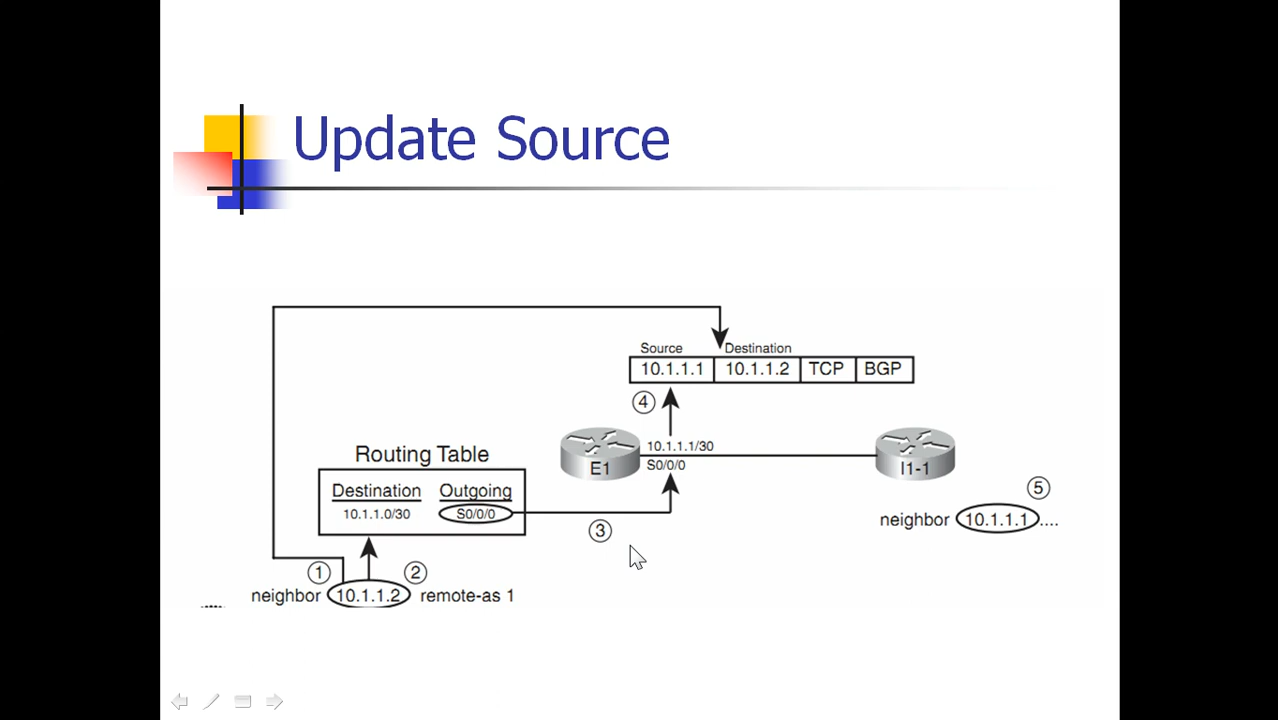 Update Source
Source Destination
10.1.1.1 10.1.1.2 TCP BGP
④
10.1.1.1/30
S0/0/0
E1
I1-1
Routing Table
Destination Outgoing
10.1.1.0/30 S0/0/0
③
⑤
neighbor 10.1.1.1 ....
① ②
neighbor 10.1.1.2 remote-as 1